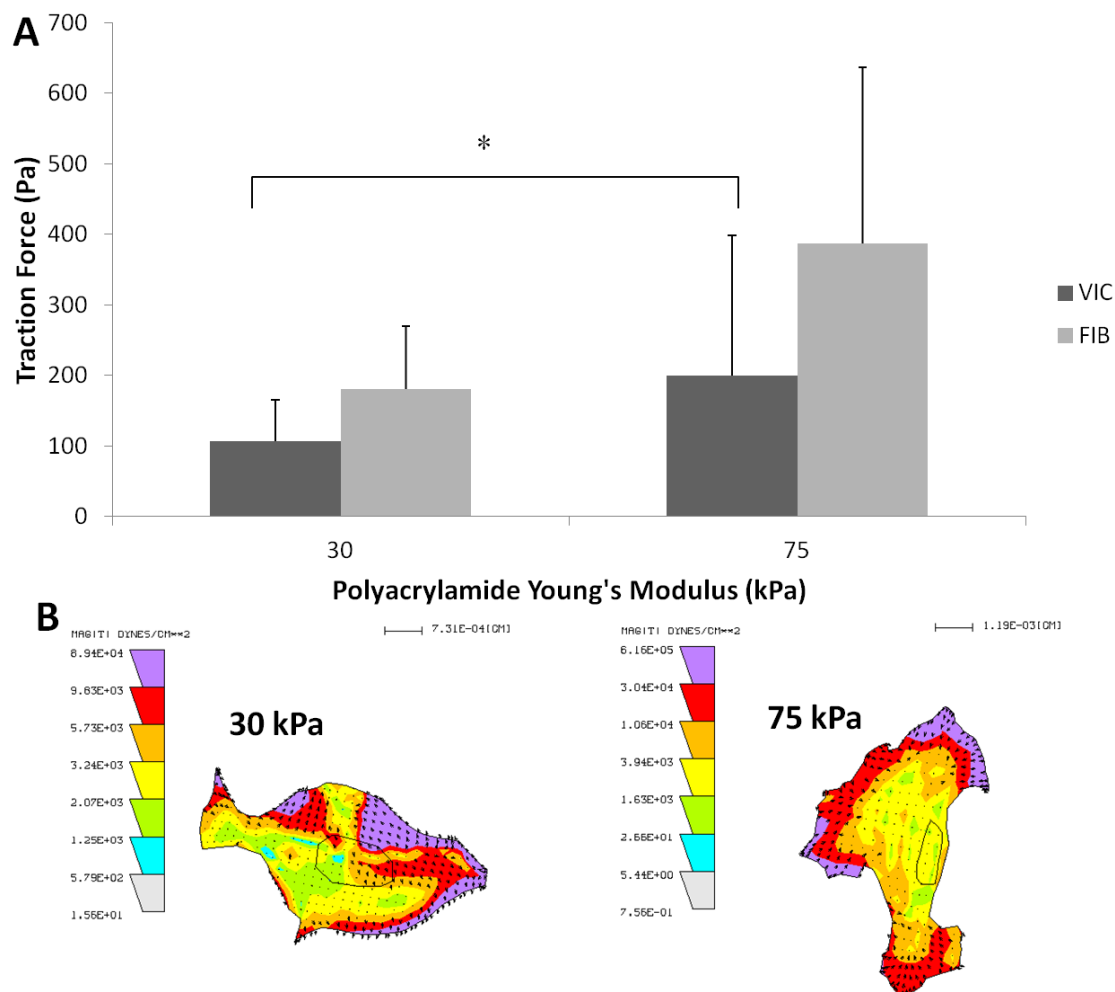 A
700
600
500
400
300
200
100
0
Traction Force (Pa)
*
VIC
FIB
30
75
Polyacrylamide Young's Modulus (kPa)
B
MAG(T) DYNES/CM**2
8.94E+04
9.63E+03
5.73E+03
3.24E+03
2.07E+03
1.25E+03
5.79E+02
1.56E+01
7.31E-04[CM]
30 kPa
MAG(T) DYNES/CM**2
6.16E+05
3.04E+04
1.06E+04
3.94E+03
1.63E+03
2.66E+01
5.44E+00
7.56E-01
1.19E-03[CM]
75 kPa